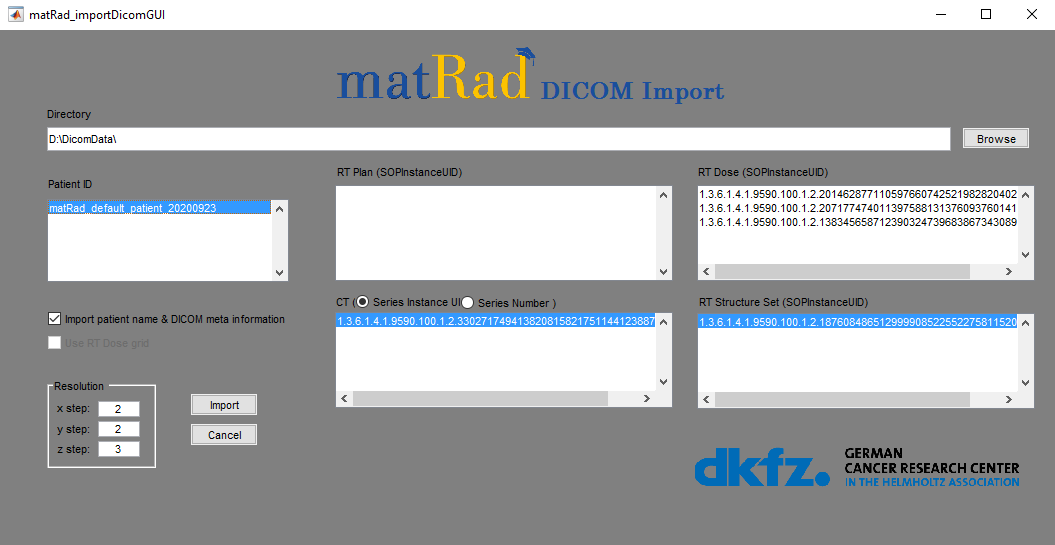 matRad_importDicomGUI
matRad DICOM Import
Directory
D:\DicomData\
Browse
Patient ID
matRad_default_patient_20200923
RT Plan (SOPInstanceUID)
RT Dose (SOPInstanceUID)
1.3.6.1.4.1.9590.100.1.2.201462877110597660742521982820402
1.3.6.1.4.1.9590.100.1.2.207177474011397588131376093760141
1.3.6.1.4.1.9590.100.1.2.138345658712390324739683867343089
Import patient name & DICOM meta information
Use RT Dose grid
CT ( Series Instance UI Series Number )
1.3.6.1.4.1.9590.100.1.2.330271749413820815821751144123887
RT Structure Set (SOPInstanceUID)
1.3.6.1.4.1.9590.100.1.2.187608486512999908522552275811520
Resolution
x step: 2
y step: 2
z step: 3
Import
Cancel
dkfz.
GERMAN
CANCER RESEARCH CENTER
IN THE HELMHOLTZ ASSOCIATION